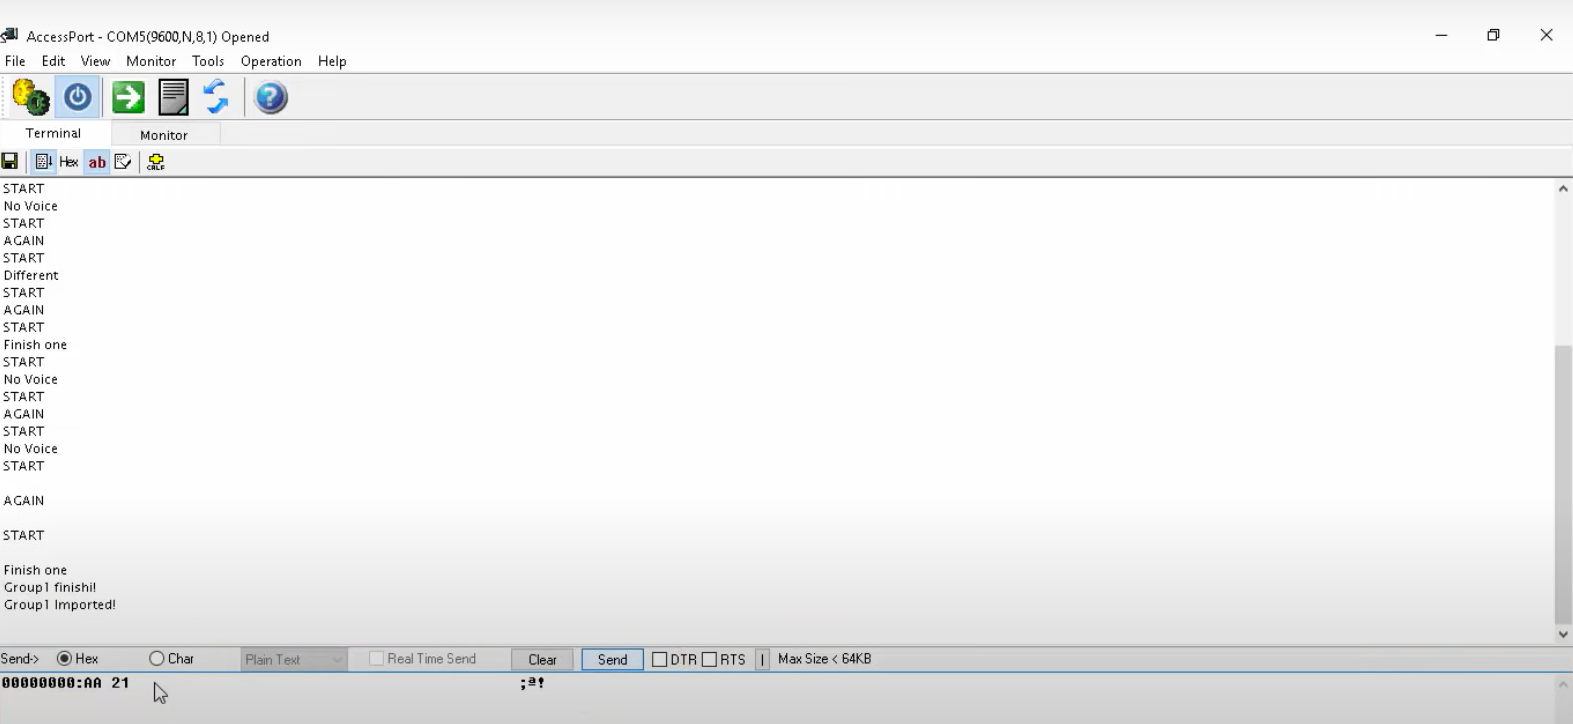 AccessPort - COM5(9600,N,8,1) Opened
File Edit View Monitor Tools Operation Help
Terminal Monitor
Hex ab CRLF
START
No Voice
START
AGAIN
START
Different
START
AGAIN
START
Finish one
START
No Voice
START
AGAIN
START
No Voice
START
AGAIN
START
Finish one
Group1 finish!
Group1 Imported!
Send-> Hex Char Plain Text Real Time Send Clear Send DTR RTS | Max Size < 64KB
00000000:AA 21 ;ª!